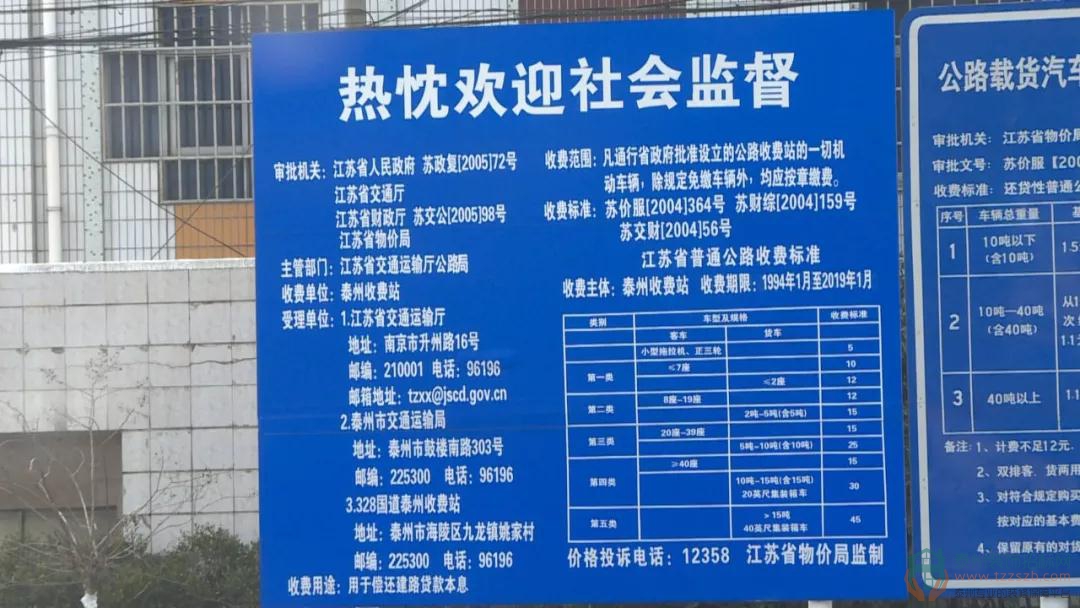 热忱欢迎社会监督
审批机关：江苏省人民政府 苏政复[2005]72号
江苏省交通厅
江苏省财政厅 苏交公[2005]98号
江苏省物价局
主管部门：江苏省交通运输厅公路局
收费单位：泰州收费站
受理单位：1.江苏省交通运输厅
地址：南京市升州路16号
邮编：210001 电话：96196
邮箱地址：tzxx@jscd.gov.cn
2.泰州市交通运输局
地址：泰州市鼓楼南路303号
邮编：225300 电话：96196
3.328国道泰州收费站
地址：泰州市海陵区九龙镇姚家村
邮编：225300 电话：96196
收费用途：用于偿还建路贷款本息
收费范围：凡通行省政府批准设立的公路收费站的一切机
动车辆，除规定免缴车辆外，均应按章缴费。
收费标准：苏价服[2004]364号 苏财综[2004]159号
苏交财[2004]56号
江苏省普通公路收费标准
收费主体：泰州收费站 收费期限：1994年1月至2019年1月
类别 车型及规格 收费标准
客车 货车
小型拖拉机、正三轮 5
第一类 ≤7座 10
≤2座 12
第二类 8座-19座 12
2吨-5吨(含5吨) 15
第三类 20座-39座 15
5吨-10吨(含10吨) 25
第四类 ≥40座 15
10吨-15吨(含15吨) 30
20英尺集装箱车
第五类 >15吨 45
40英尺集装箱车
价格投诉电话：12358 江苏省物价局监制
公路载货汽车
审批机关：江苏省物价局
审批文号：苏价服【200
收费标准：还贷性普通公
序号 车辆总重量 基
1 10吨以下 1.5
(含10吨)
2 10吨—40吨 从1
(含40吨) 次
1.1
3 40吨以上 1.1
备注：1、计费不足12元.
2、双排客、货两用
3、对符合规定购买
按对应的基本费
4、保留原有的对货
www.tzzszb.com